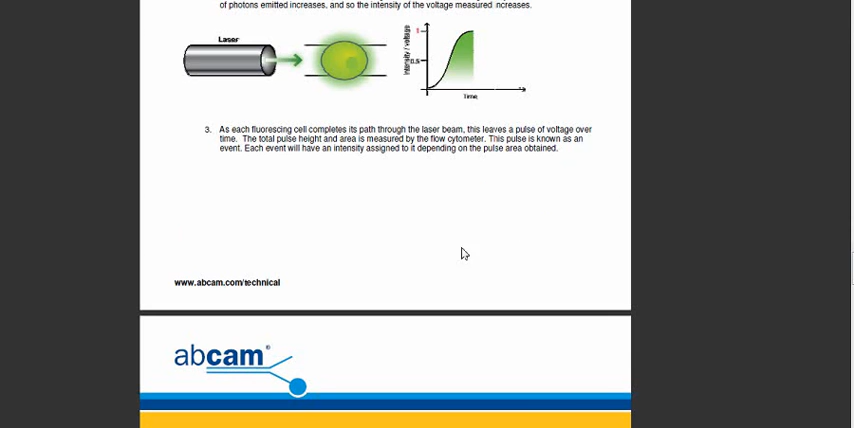 of photons emitted increases, and so the intensity of the voltage measured ncreases.
Laser
Intensity / voltage
1
0.5
Time
3. As each fluorescing cell completes its path through the laser beam, this leaves a pulse of voltage over
time. The total pulse height and area is measured by the flow cytometer. This pulse is known as an
event. Each event will have an intensity assigned to it depending on the pulse area obtained.
www.abcam.com/technical
abcam®